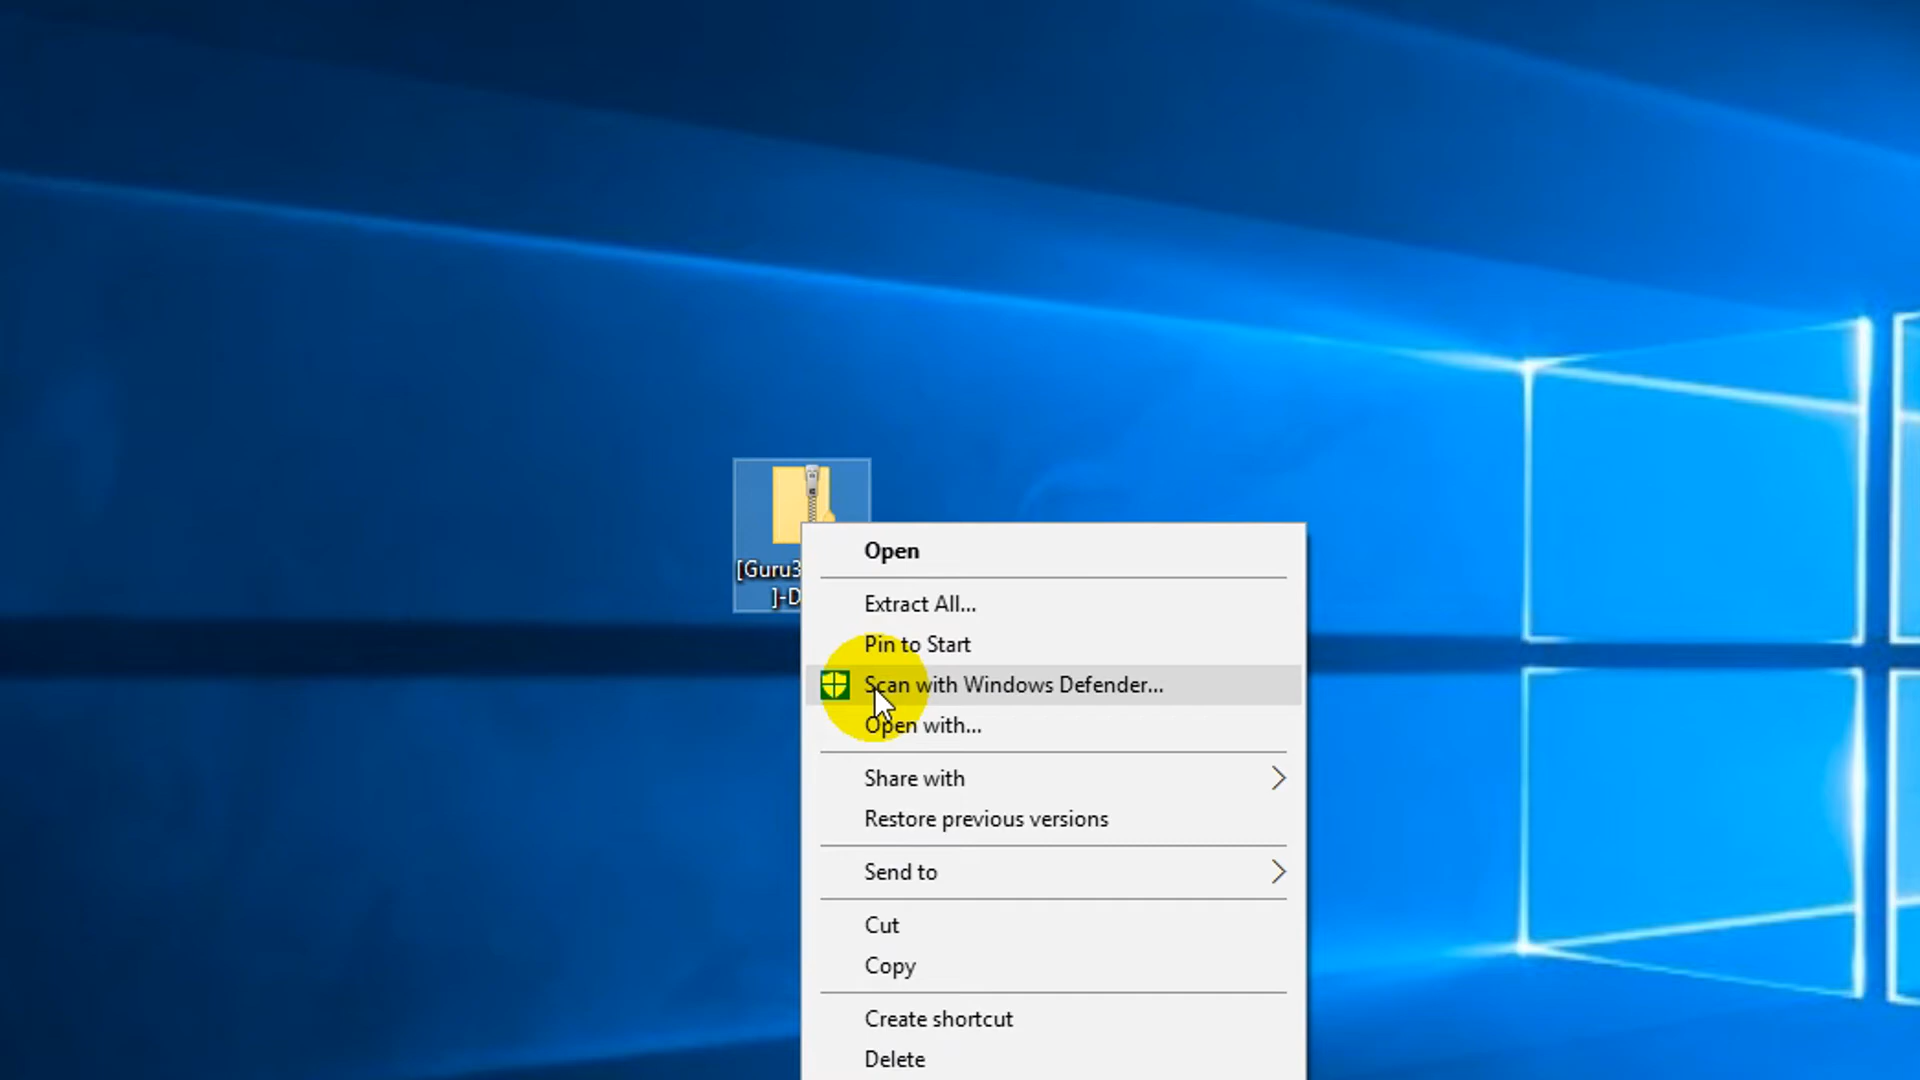 [Guru3
]-D
Open
Extract All...
Pin to Start
Scan with Windows Defender...
Open with...
Share with
Restore previous versions
Send to
Cut
Copy
Create shortcut
Delete